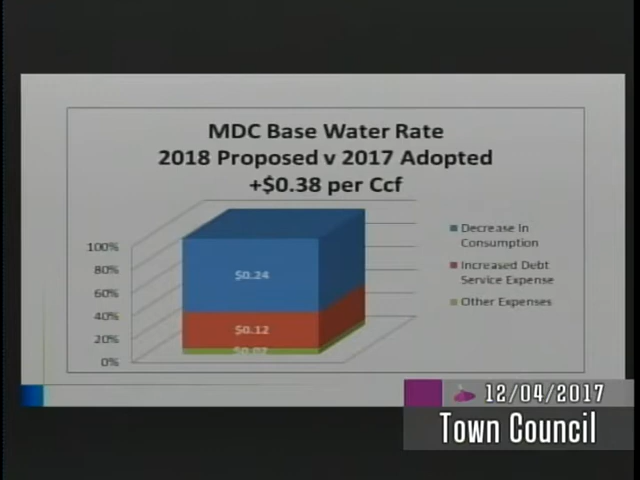 MDC Base Water Rate
2018 Proposed v 2017 Adopted
+$0.38 per Ccf
100%
80%
60%
40%
20%
0%
$0.24
$0.12
Decrease In
Consumption
Increased Debt
Service Expense
Other Expenses
12/04/2017
Town Council